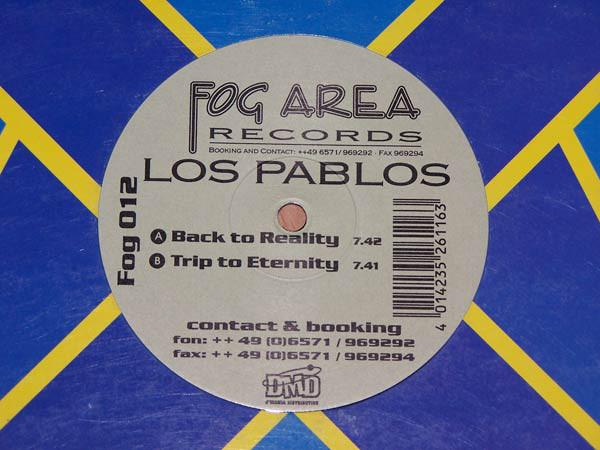 FOG AREA
RECORDS
BOOKING AND CONTACT: ++49 6571/969292 · FAX 969294
LOS PABLOS
Fog 012
A Back to Reality 7.42
B Trip to Eternity 7.41
4 014235 261163
contact & booking
fon: ++ 49 (0)6571 / 969292
fax: ++ 49 (0)6571 / 969294
DMD